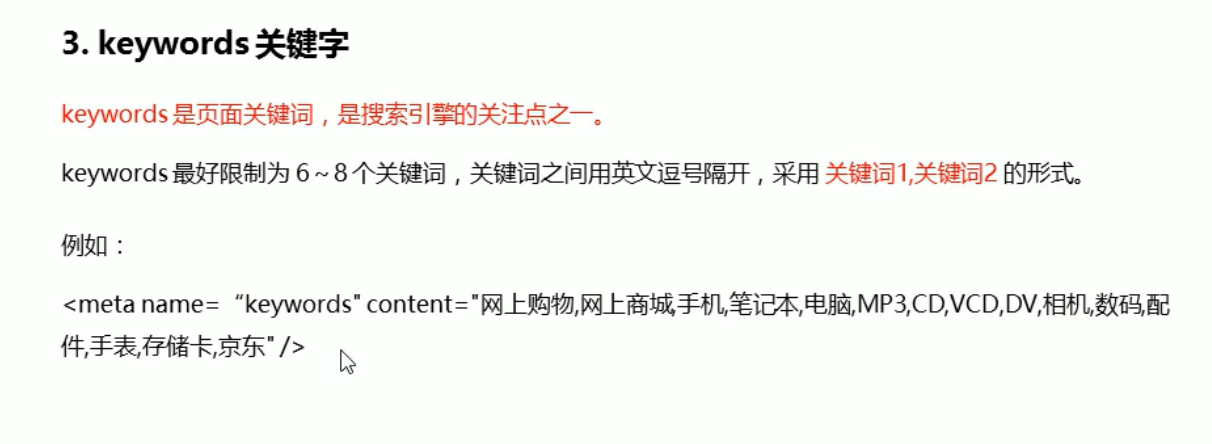 3. keywords 关键字
keywords 是页面关键词，是搜索引擎的关注点之一。
keywords 最好限制为 6～8 个关键词，关键词之间用英文逗号隔开，采用 关键词1,关键词2 的形式。
例如：
<meta name= “keywords" content="网上购物,网上商城,手机,笔记本,电脑,MP3,CD,VCD,DV,相机,数码,配
件,手表,存储卡,京东" />